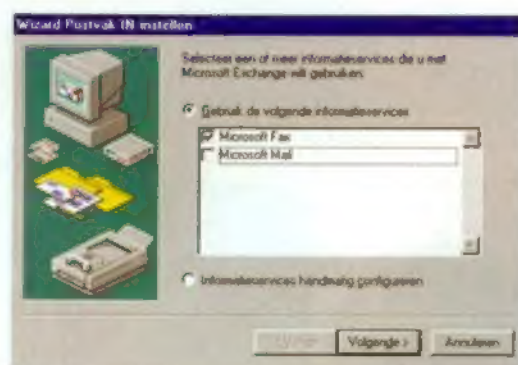 Wizard Postvak IN instellen
Selecteer een of meer informatieservices die u met
Microsoft Exchange wilt gebruiken.
Gebruik de volgende informatieservices
Microsoft Fax
Microsoft Mail
Informatieservices handmatig configureren
Volgende >
Annuleren